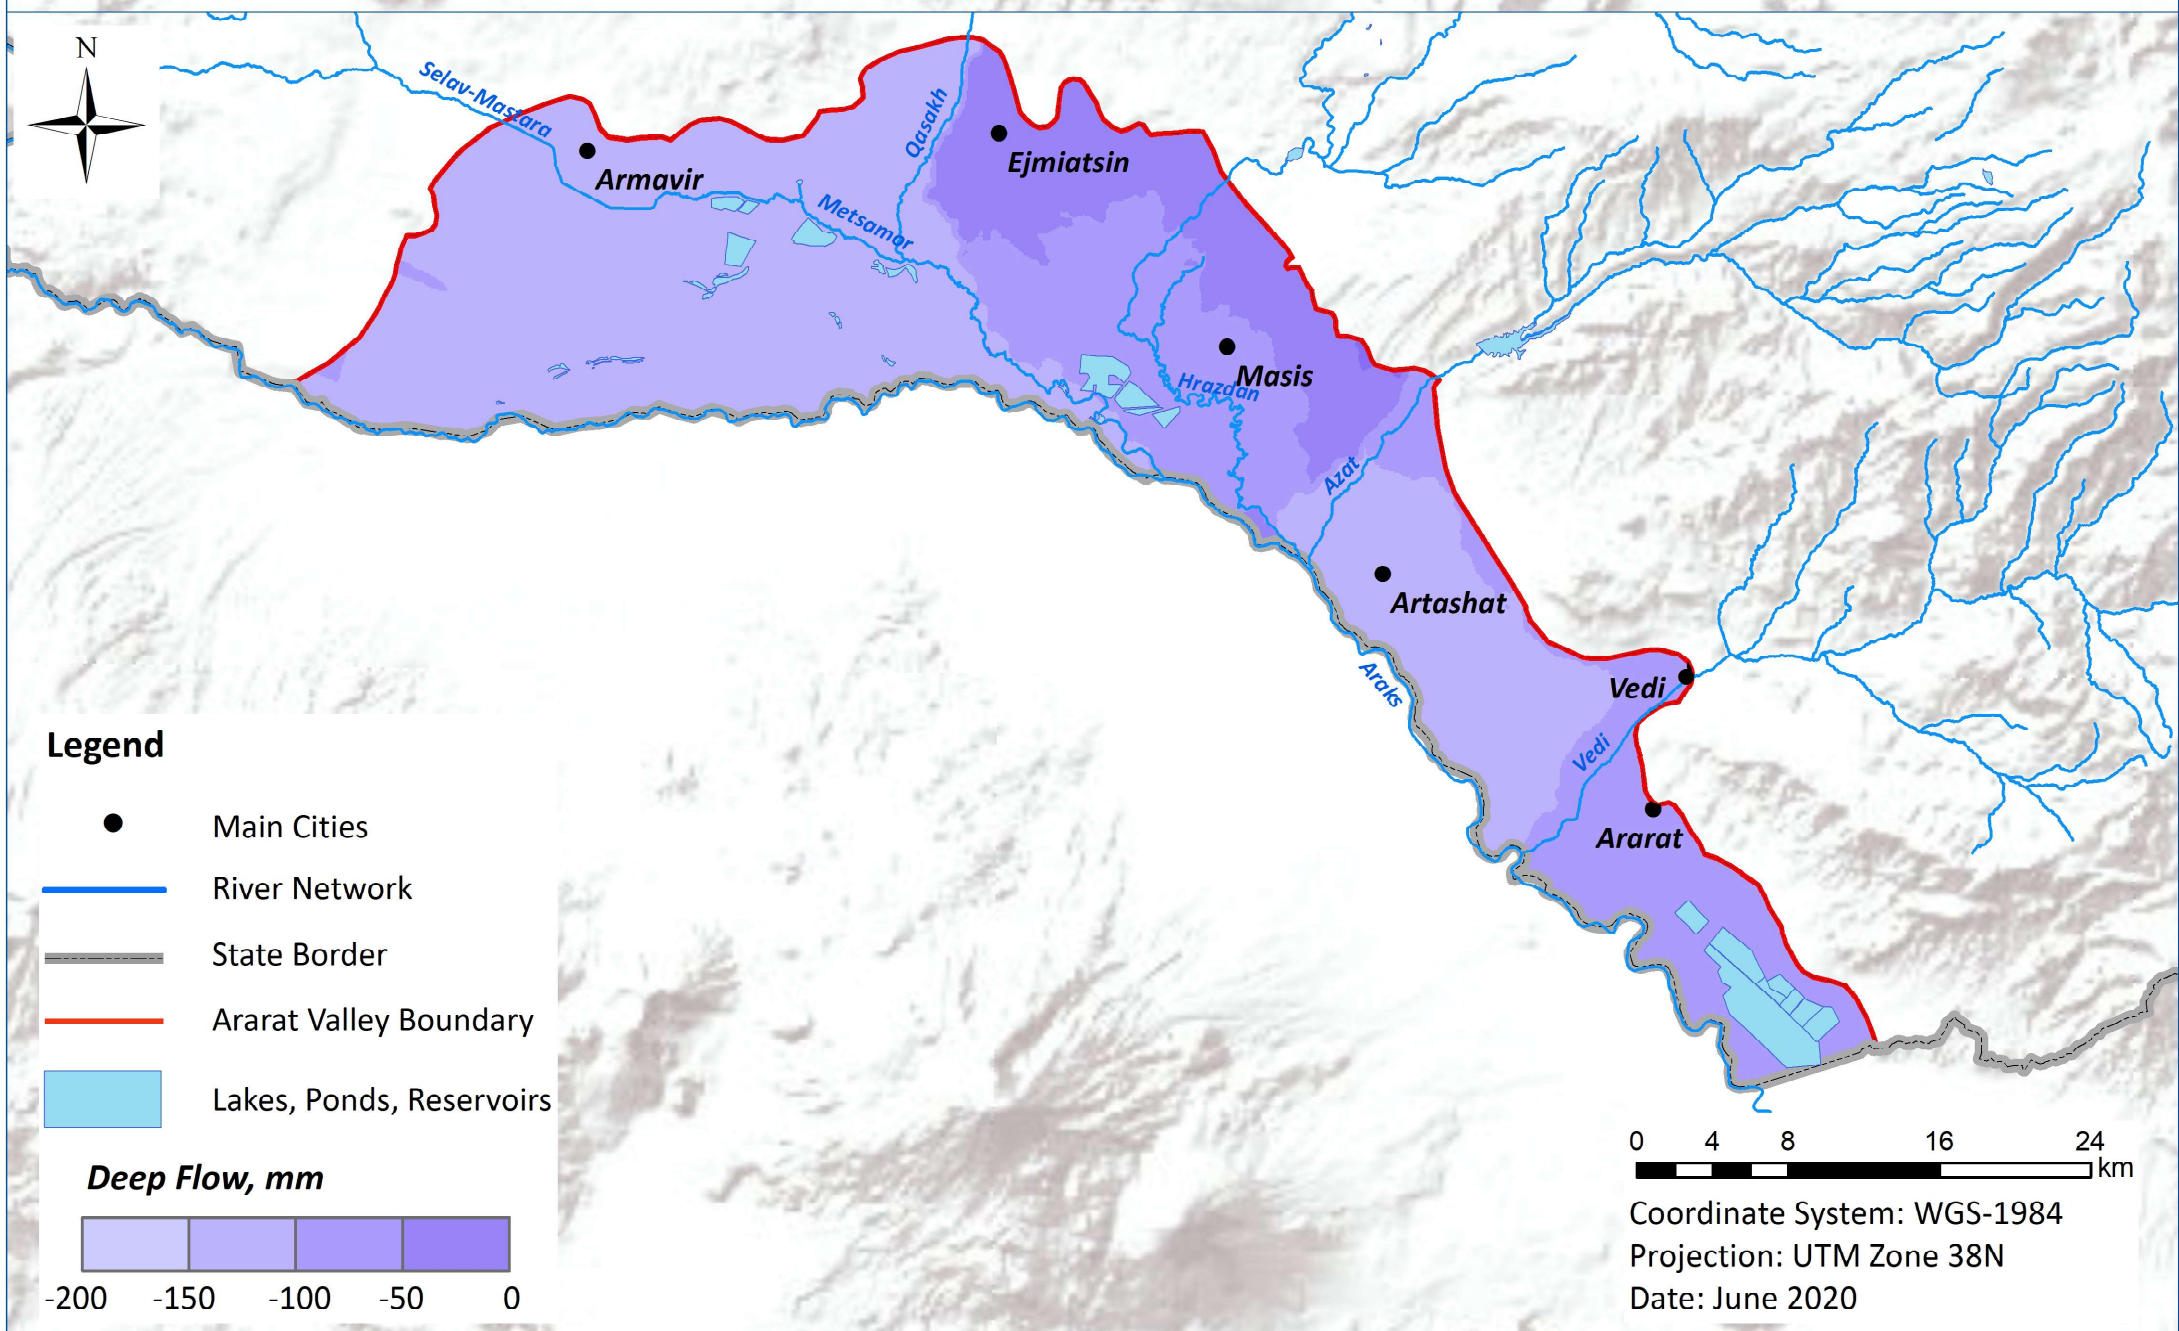 N
Selav-Mastara
Qasakh
Ejmiatsin
Armavir
Metsamor
Masis
Hrazdan
Azat
Artashat
Araks
Vedi
Vedi
Ararat
Legend
Main Cities
River Network
State Border
Ararat Valley Boundary
Lakes, Ponds, Reservoirs
Deep Flow, mm
-200 -150 -100 -50 0
0 4 8 16 24
km
Coordinate System: WGS-1984
Projection: UTM Zone 38N
Date: June 2020